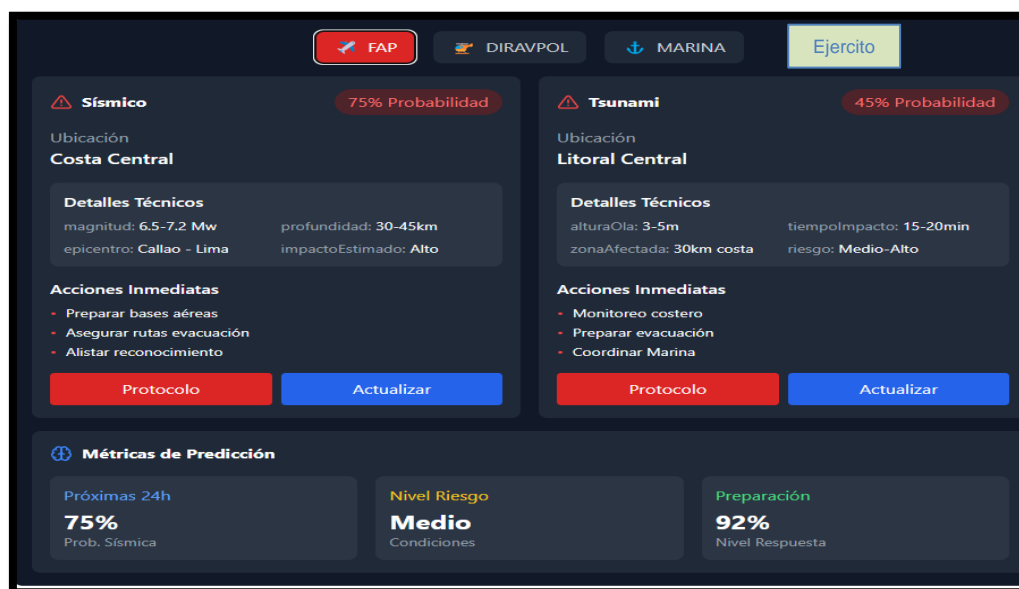 FAP DIRAVPOL MARINA Ejercito
Sísmico 75% Probabilidad
Ubicación
Costa Central
Detalles Técnicos
magnitud: 6.5-7.2 Mw profundidad: 30-45km
epicentro: Callao - Lima impactoEstimado: Alto
Acciones Inmediatas
• Preparar bases aéreas
• Asegurar rutas evacuación
• Alistar reconocimiento
Protocolo Actualizar
Tsunami 45% Probabilidad
Ubicación
Litoral Central
Detalles Técnicos
alturaOla: 3-5m tiempoImpacto: 15-20min
zonaAfectada: 30km costa riesgo: Medio-Alto
Acciones Inmediatas
• Monitoreo costero
• Preparar evacuación
• Coordinar Marina
Protocolo Actualizar
Métricas de Predicción
Próximas 24h
75%
Prob. Sísmica
Nivel Riesgo
Medio
Condiciones
Preparación
92%
Nivel Respuesta